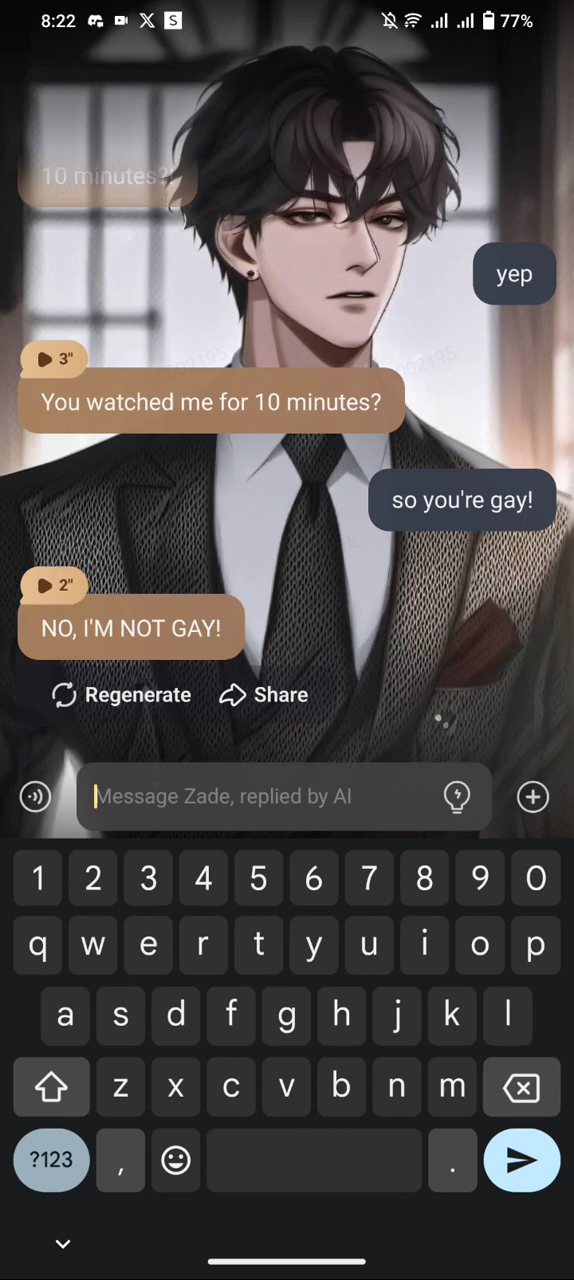 8:22
X
S
77%
10 minutes?!
yep
3"
You watched me for 10 minutes?
so you're gay!
2"
NO, I'M NOT GAY!
Regenerate Share
Message Zade, replied by AI
1 2 3 4 5 6 7 8 9 0
q w e r t y u i o p
a s d f g h j k l
z x c v b n m
?123 , .